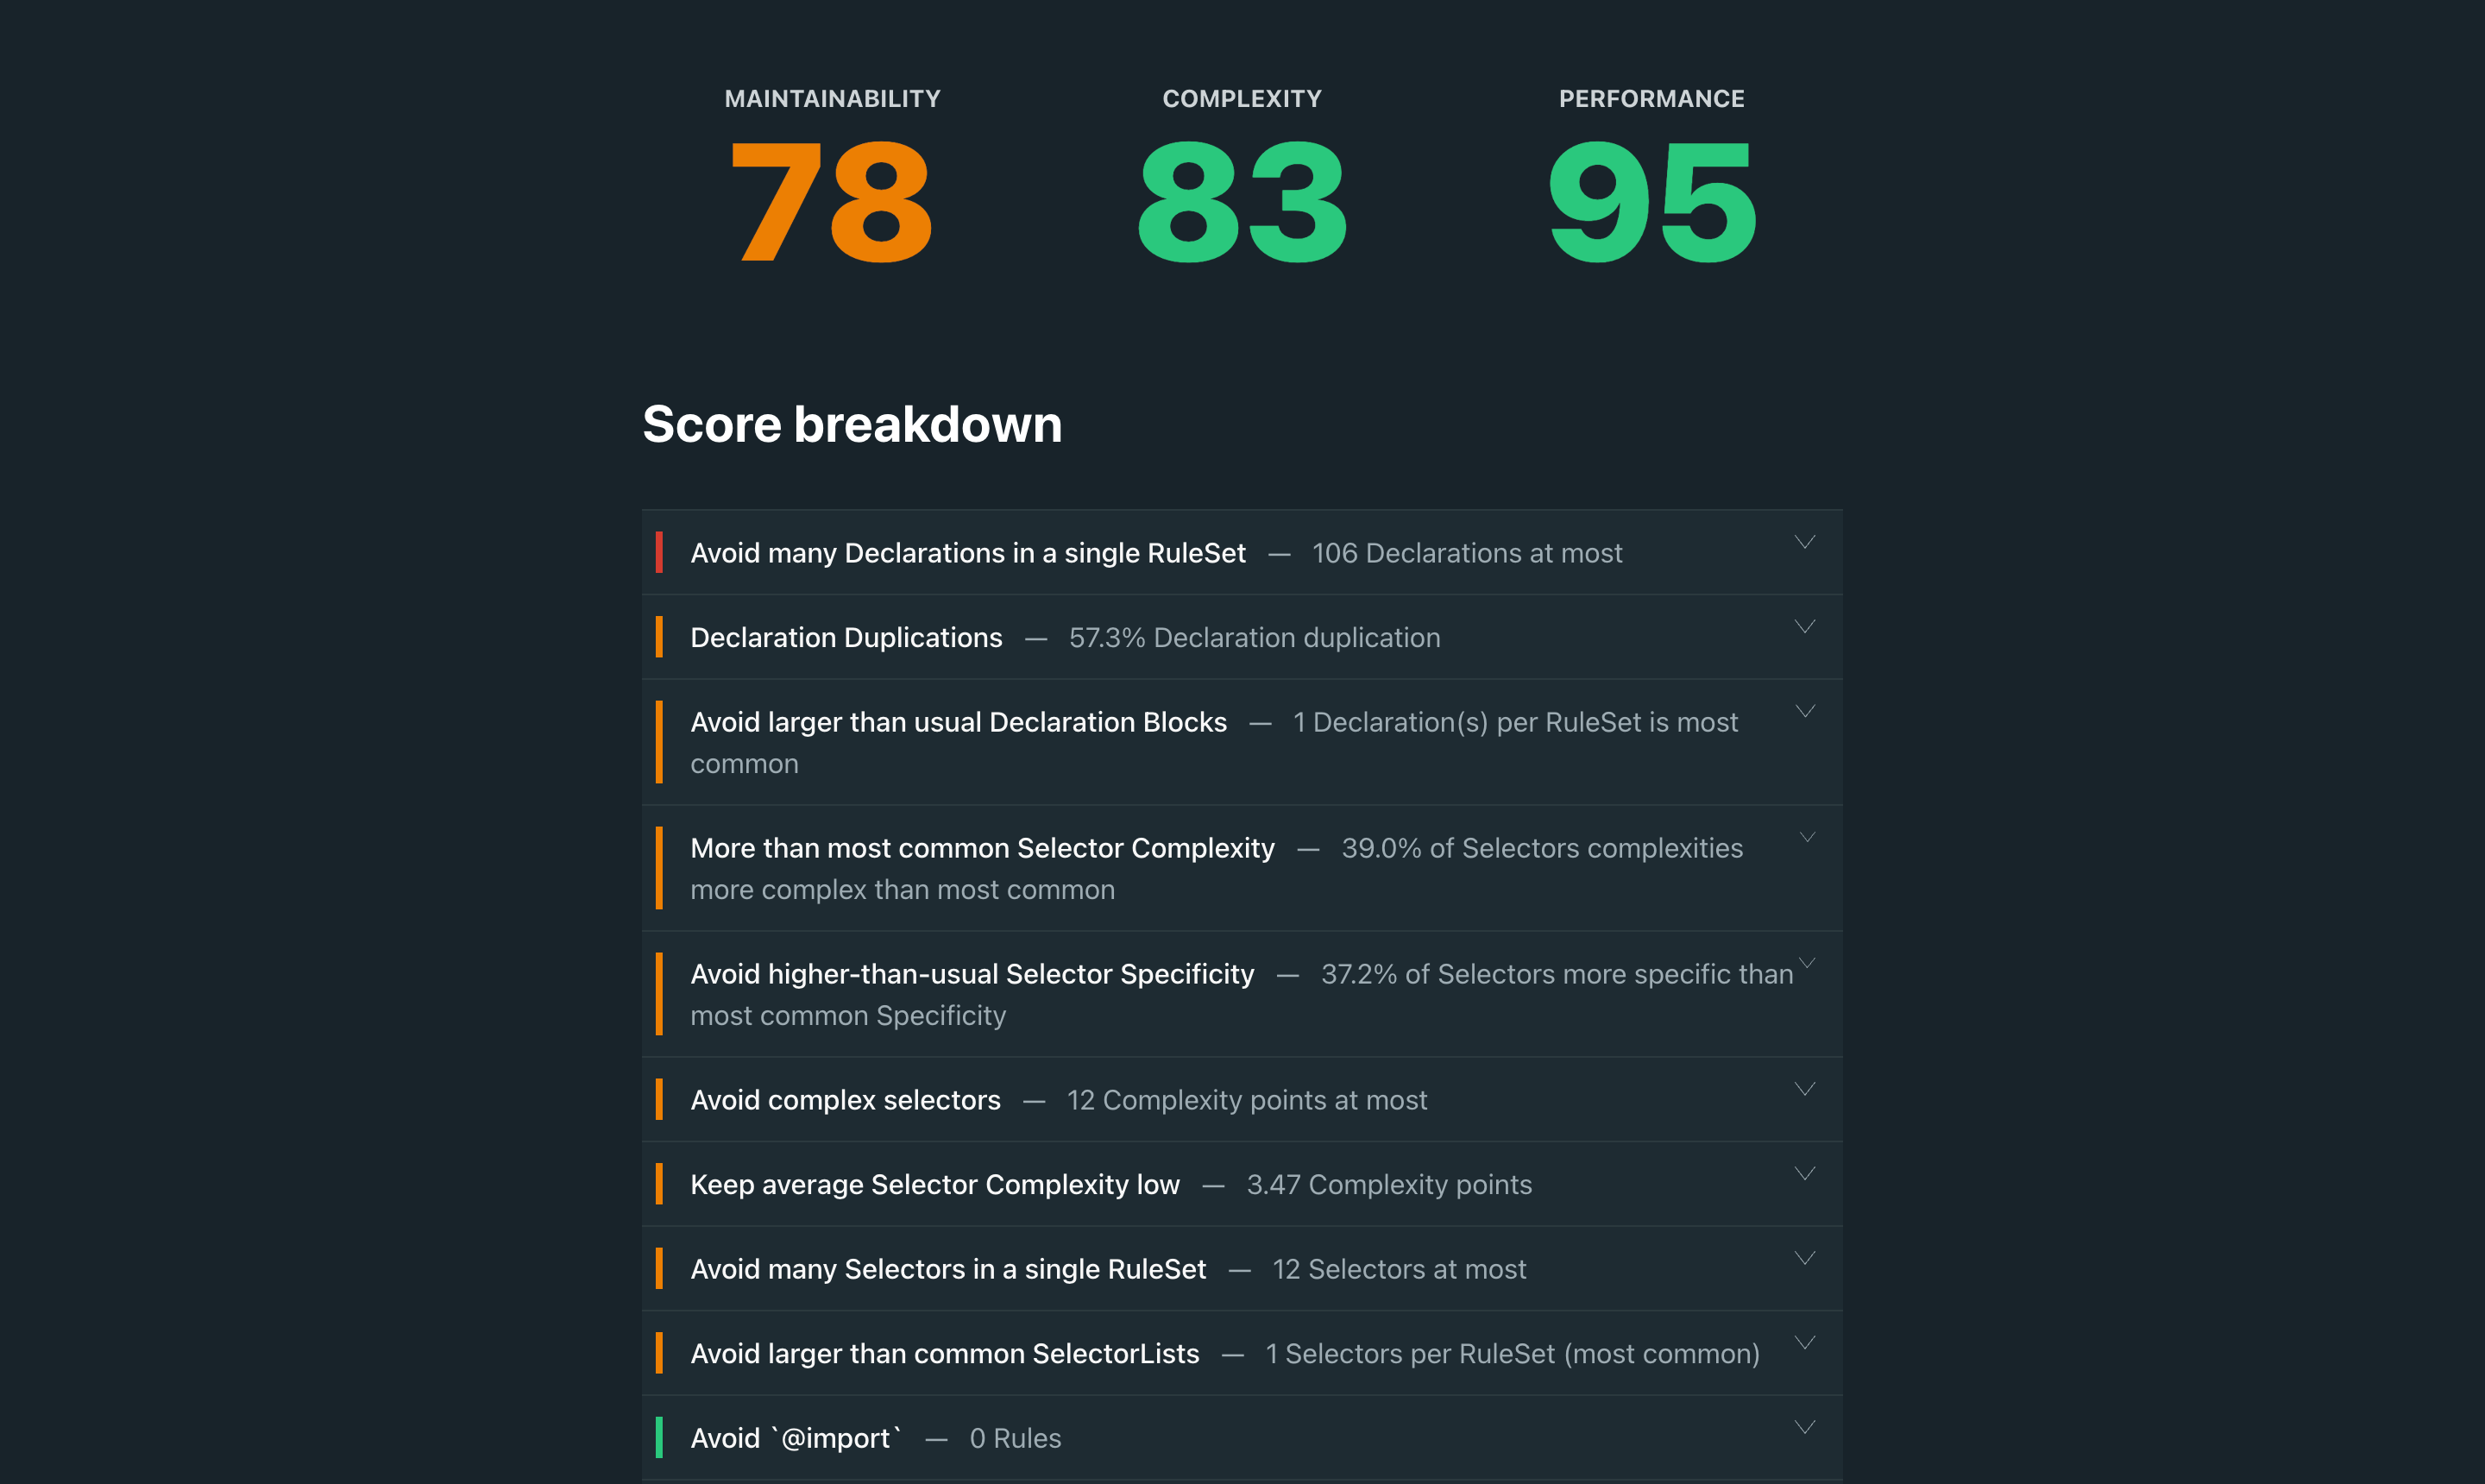 MAINTAINABILITY COMPLEXITY PERFORMANCE
78 83 95
Score breakdown
Avoid many Declarations in a single RuleSet — 106 Declarations at most
Declaration Duplications — 57.3% Declaration duplication
Avoid larger than usual Declaration Blocks — 1 Declaration(s) per RuleSet is most
common
More than most common Selector Complexity — 39.0% of Selectors complexities
more complex than most common
Avoid higher-than-usual Selector Specificity — 37.2% of Selectors more specific than
most common Specificity
Avoid complex selectors — 12 Complexity points at most
Keep average Selector Complexity low — 3.47 Complexity points
Avoid many Selectors in a single RuleSet — 12 Selectors at most
Avoid larger than common SelectorLists — 1 Selectors per RuleSet (most common)
Avoid `@import` — 0 Rules